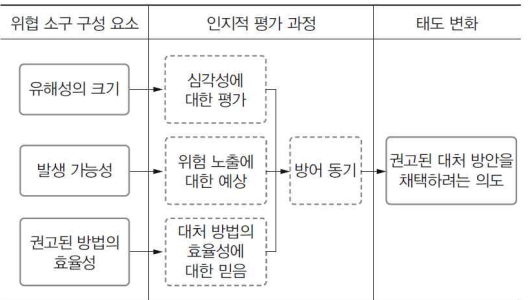 위협 소구 구성 요소
인지적 평가 과정
태도 변화
유해성의 크기
심각성에
대한 평가
발생 가능성
위험 노출에
대한 예상
방어 동기
권고된 대처 방안을
채택하려는 의도
권고된 방법의
효율성
대처 방법의
효율성에
대한 믿음